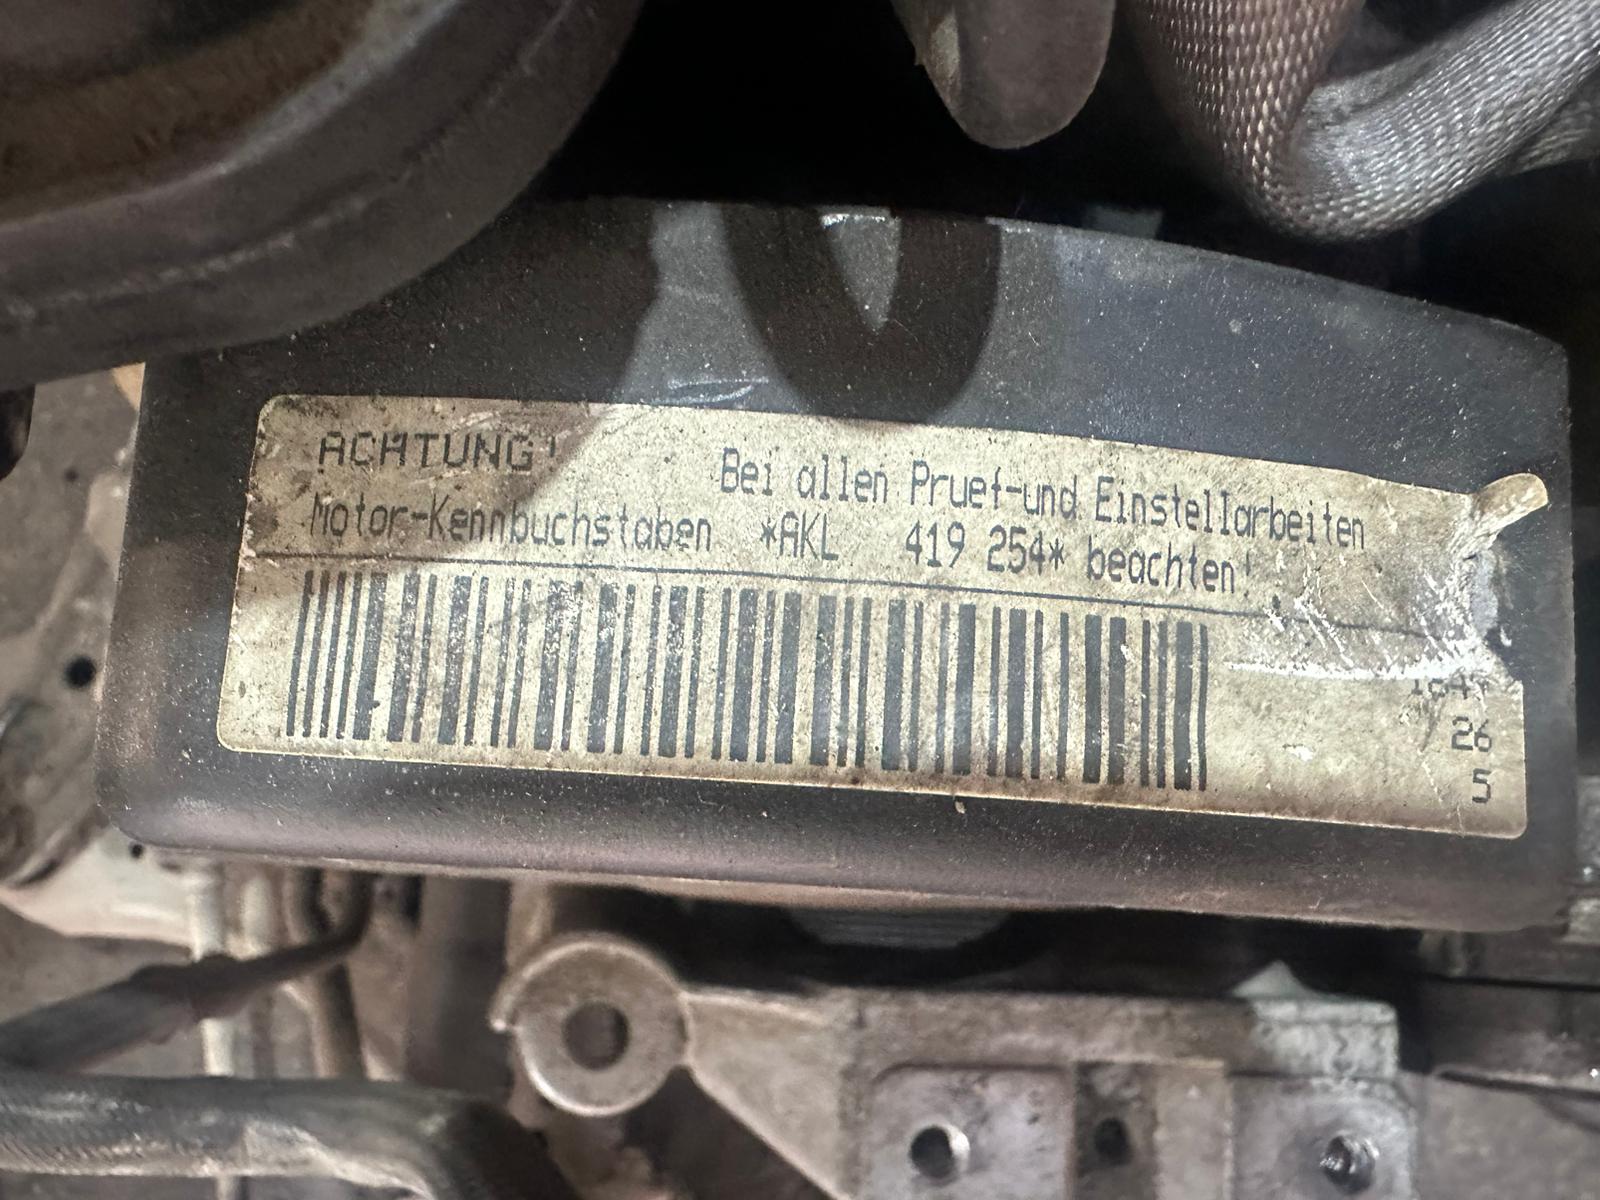 ACHTUNG! Bei allen Pruef-und Einstellarbeiten
Motor-Kennbuchstaben *AKL 419 254* beachten!
26
5